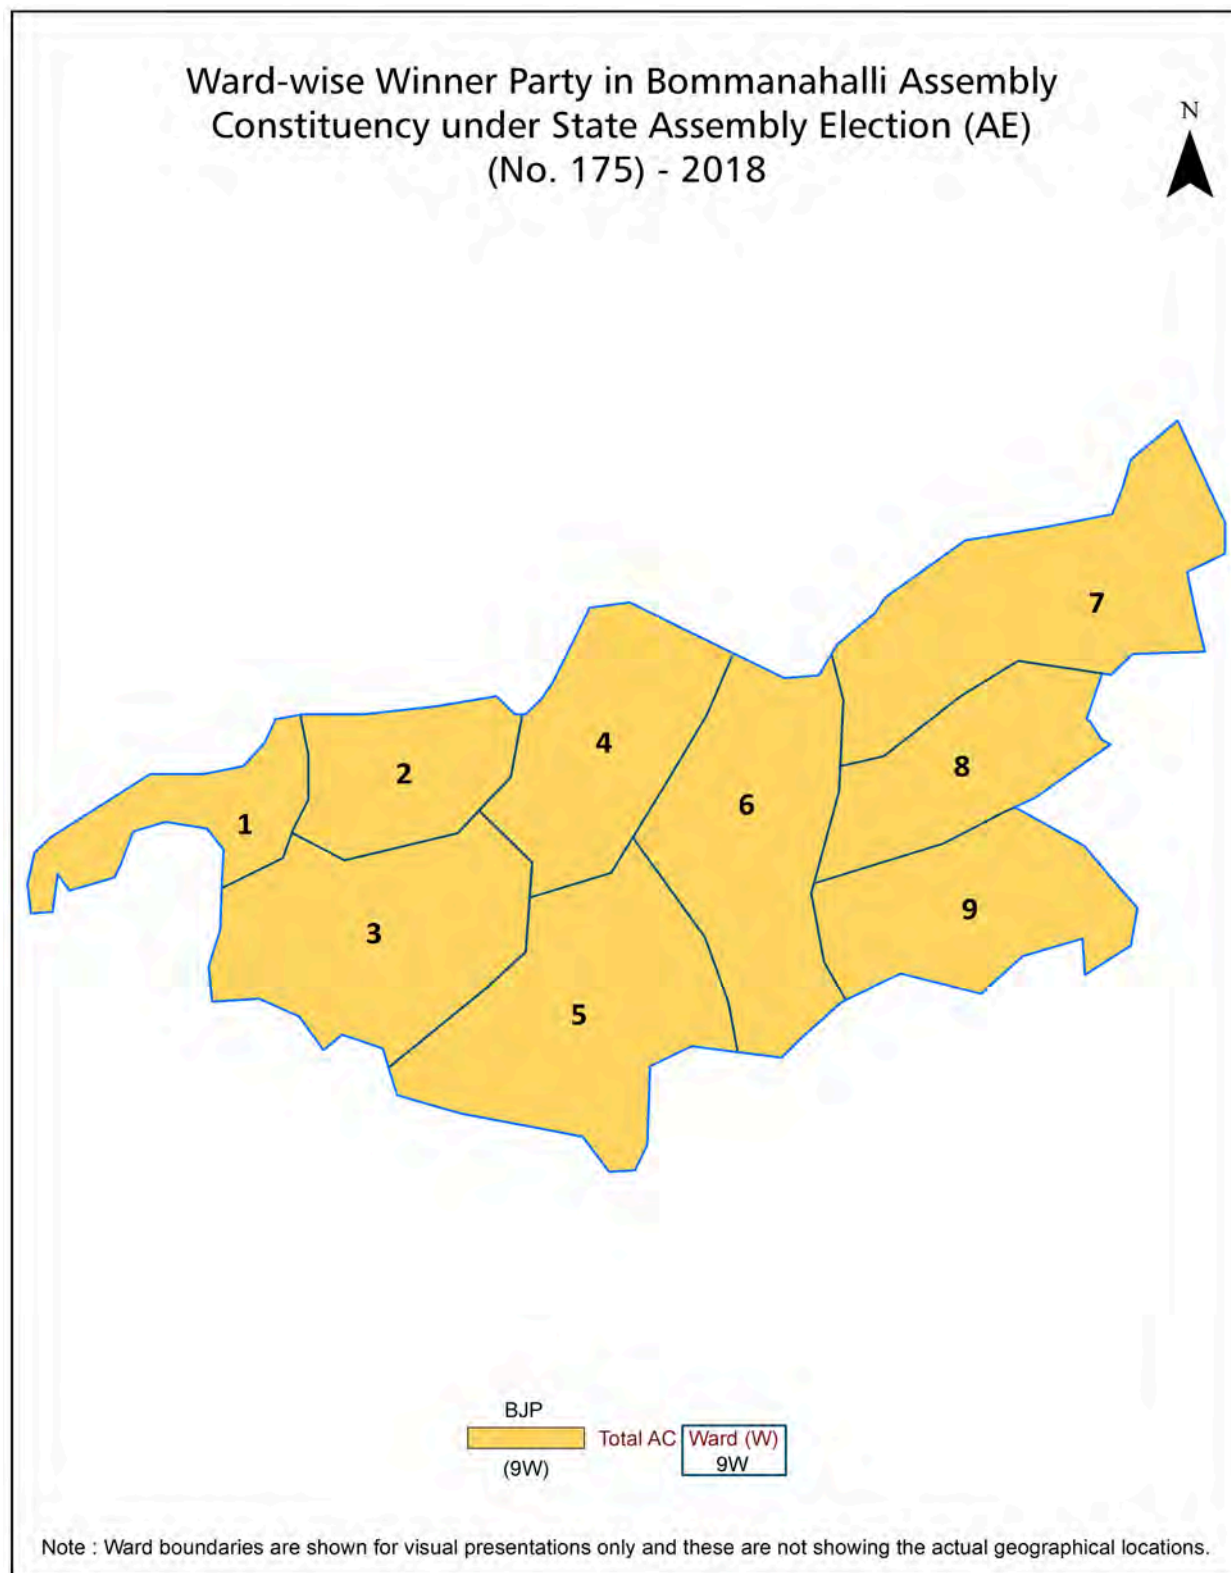 Ward-wise Winner Party in Bommanahalli Assembly
Constituency under State Assembly Election (AE)
(No. 175) - 2018
N
7
4
2
8
6
1
9
3
5
BJP
Total AC
Ward (W)
9W
(9W)
Note : Ward boundaries are shown for visual presentations only and these are not showing the actual geographical locations.